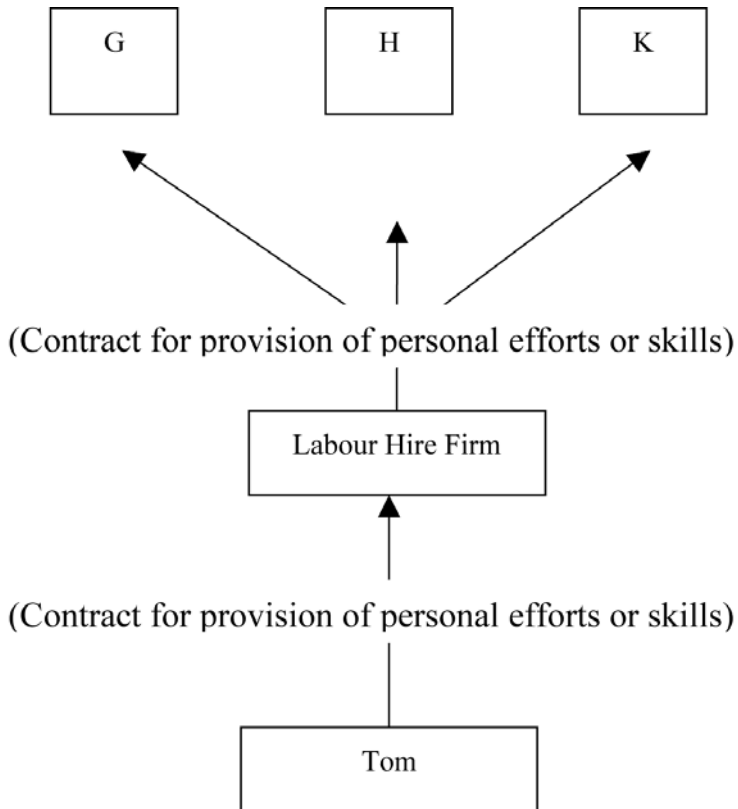 G H K
(Contract for provision of personal efforts or skills)
Labour Hire Firm
(Contract for provision of personal efforts or skills)
Tom